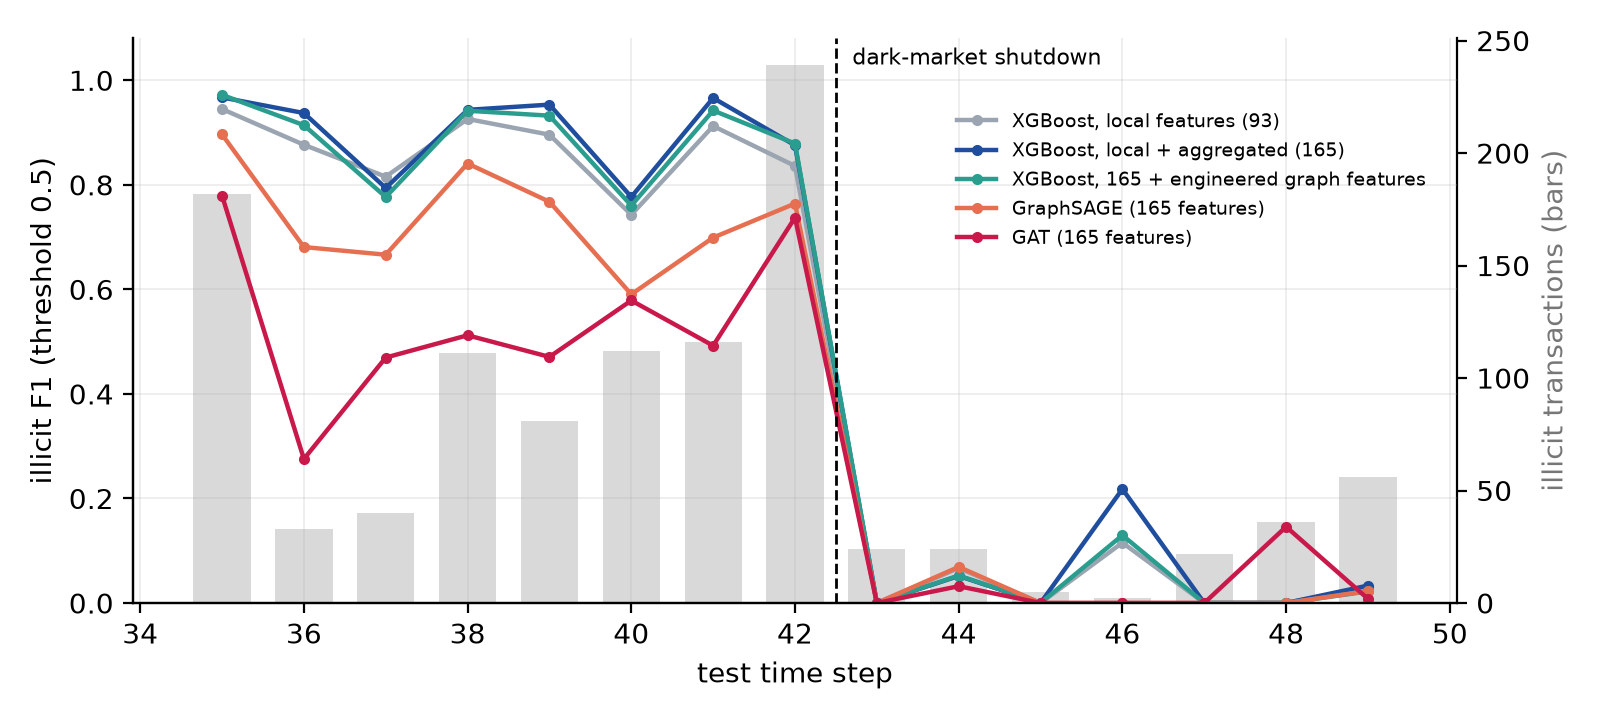 dark-market shutdown
XGBoost, local features (93)
XGBoost, local + aggregated (165)
XGBoost, 165 + engineered graph features
GraphSAGE (165 features)
GAT (165 features)
illicit F1 (threshold 0.5)
1.0
0.8
0.6
0.4
0.2
0.0
250
200
150
100
50
0
illicit transactions (bars)
34 36 38 40 42 44 46 48 50
test time step